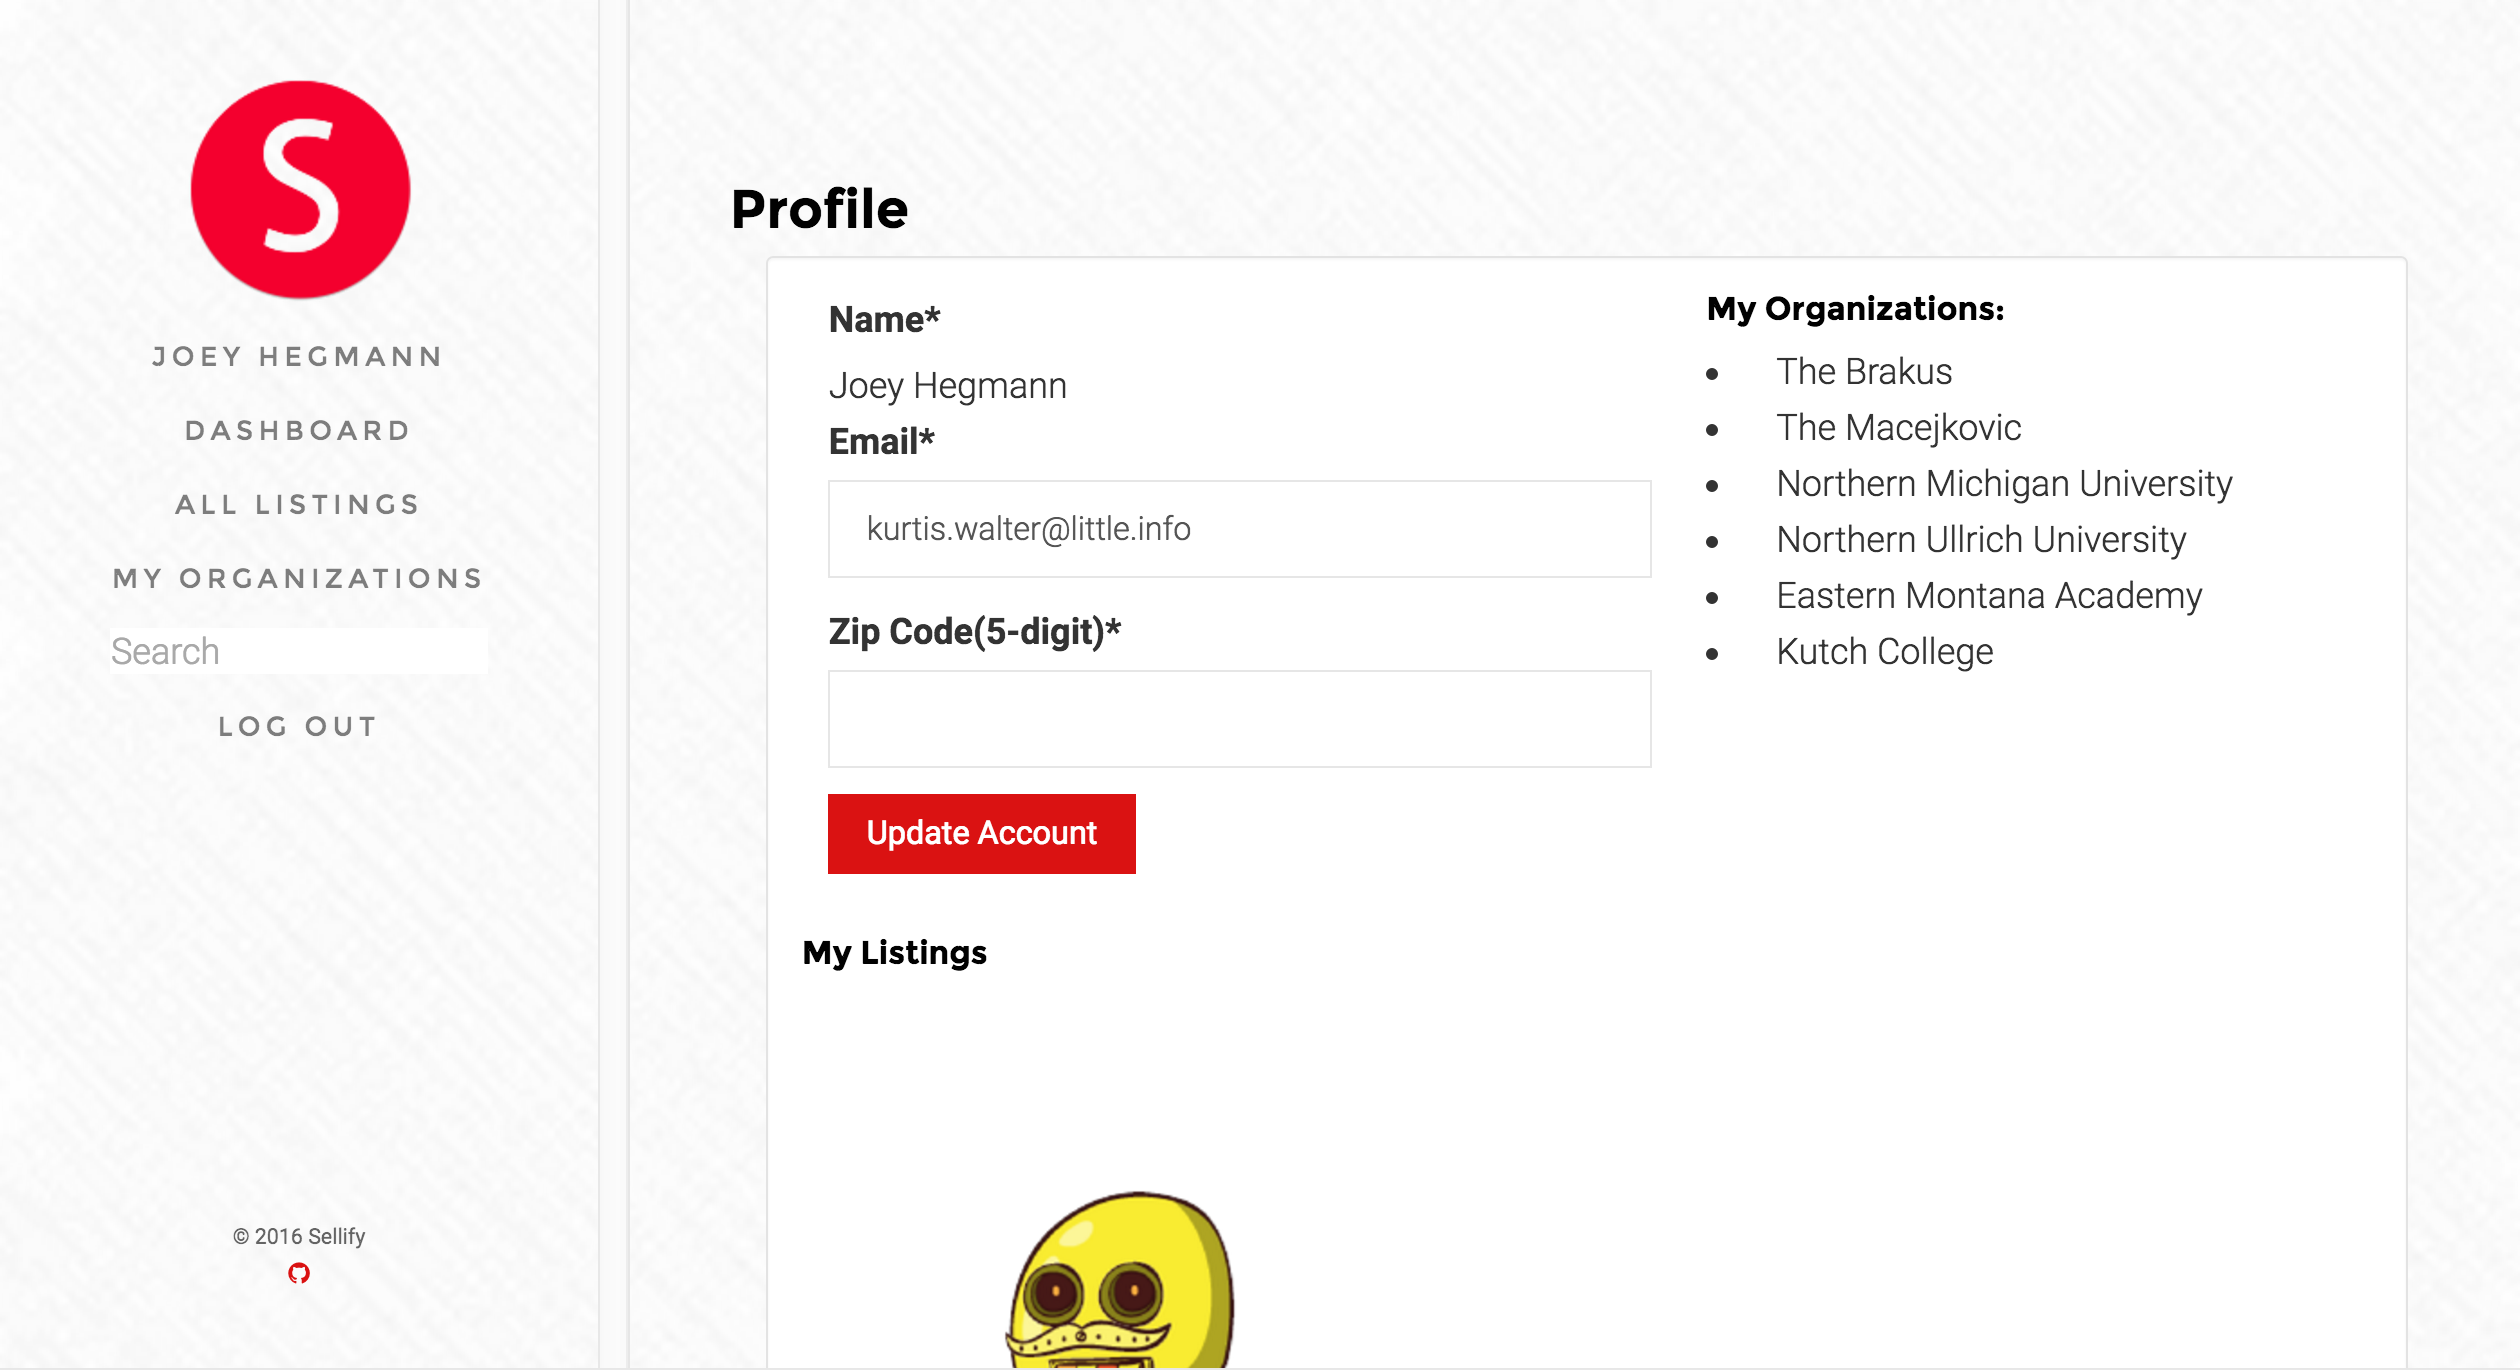 S
JOEY HEGMANN
DASHBOARD
ALL LISTINGS
MY ORGANIZATIONS
Search
LOG OUT
© 2016 Sellify
Profile
Name*
Joey Hegmann
Email*
kurtis.walter@little.info
Zip Code(5-digit)*
Update Account
My Organizations:
The Brakus
The Macejkovic
Northern Michigan University
Northern Ullrich University
Eastern Montana Academy
Kutch College
My Listings